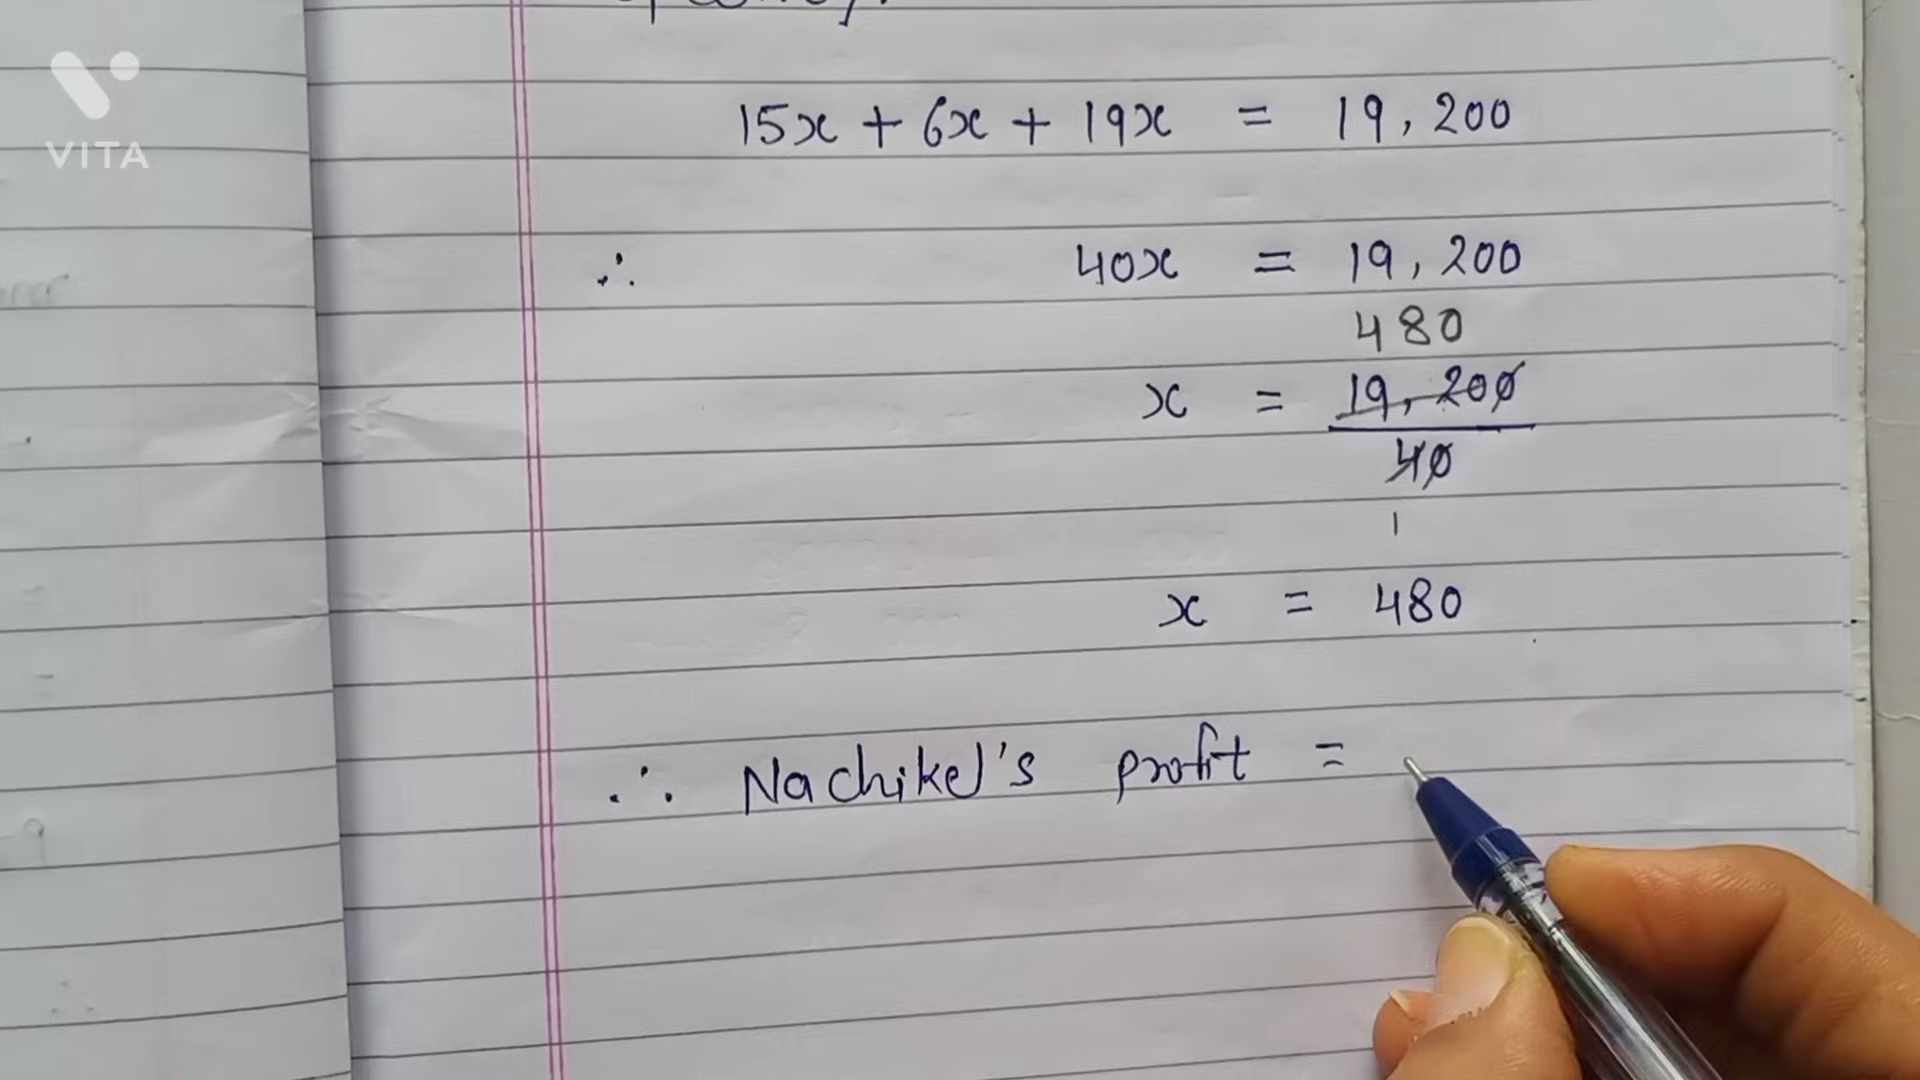 VITA
15x + 6x + 19x = 19,200
∴ 40x = 19,200
480
x = 19,200
40
1
x = 480
∴ Nachiket's profit =